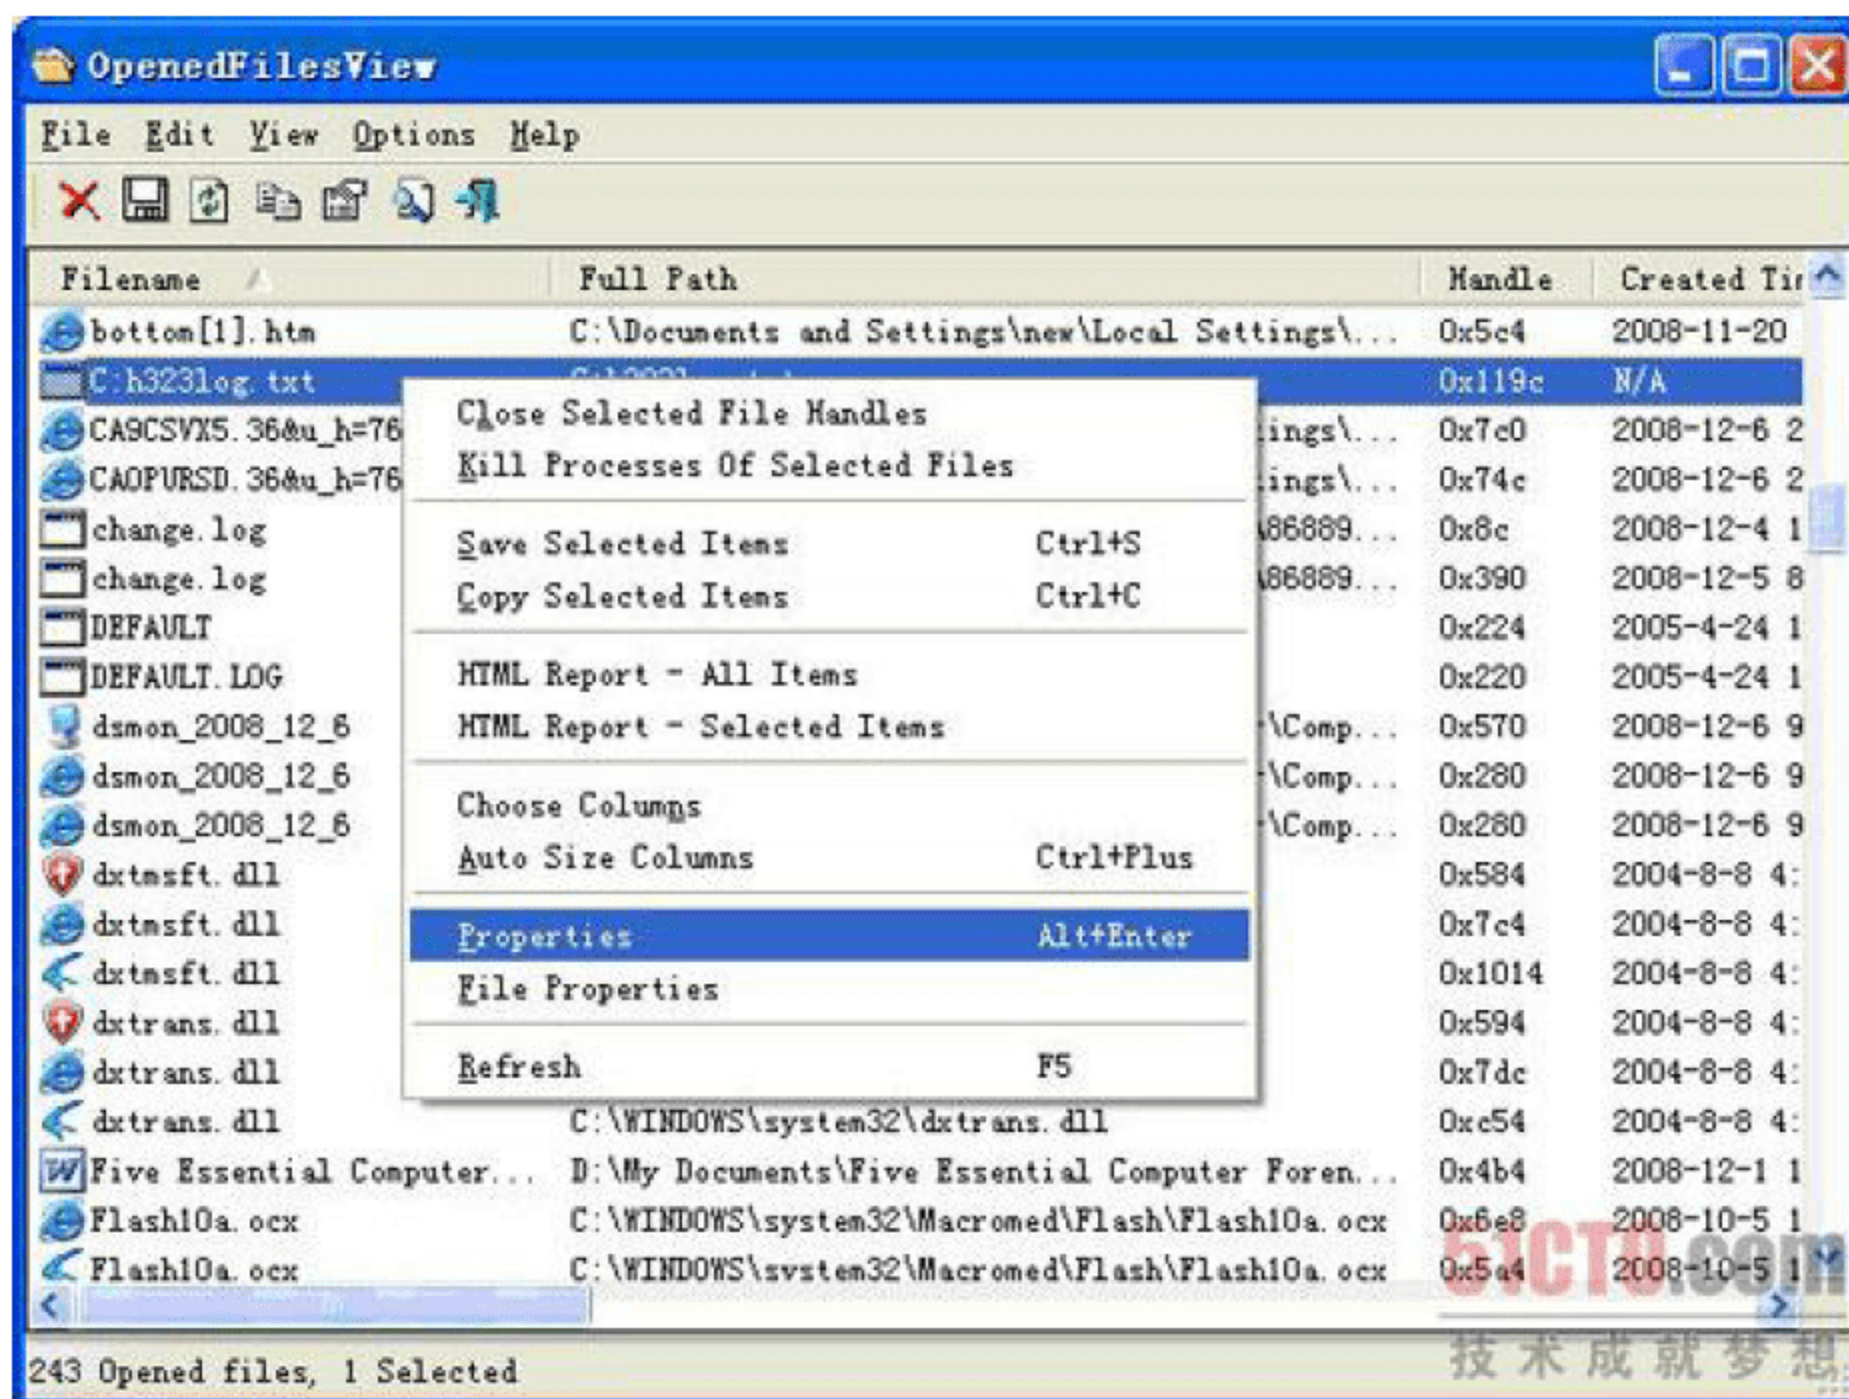 OpenedFilesView
File Edit View Options Help
Filename Full Path Handle Created Tir
bottom[1].htm C:\Documents and Settings\new\Local Settings\... 0x5c4 2008-11-20
C:h323log.txt 0x119c N/A
Close Selected File Handles
CA9CSVX5.36&u_h=76 ings\... 0x7c0 2008-12-6 2
Kill Processes Of Selected Files
CAOPURSD.36&u_h=76 ings\... 0x74c 2008-12-6 2
change.log 86889... 0x8c 2008-12-4 1
Save Selected Items Ctrl+S
change.log 86889... 0x390 2008-12-5 8
Copy Selected Items Ctrl+C
DEFAULT 0x224 2005-4-24 1
DEFAULT.LOG 0x220 2005-4-24 1
HTML Report - All Items
dsmon_2008_12_6 \Comp... 0x570 2008-12-6 9
HTML Report - Selected Items
dsmon_2008_12_6 \Comp... 0x280 2008-12-6 9
Choose Columns
dsmon_2008_12_6 \Comp... 0x280 2008-12-6 9
Auto Size Columns Ctrl+Plus
dxtmsft.dll 0x584 2004-8-8 4:
dxtmsft.dll 0x7c4 2004-8-8 4:
Properties Alt+Enter
dxtmsft.dll 0x1014 2004-8-8 4:
File Properties
dxtrans.dll 0x594 2004-8-8 4:
dxtrans.dll 0x7dc 2004-8-8 4:
Refresh F5
dxtrans.dll C:\WINDOWS\system32\dxtrans.dll 0xc54 2004-8-8 4:
Five Essential Computer... D:\My Documents\Five Essential Computer Foren... 0x4b4 2008-12-1 1
Flash10a.ocx C:\WINDOWS\system32\Macromed\Flash\Flash10a.ocx 0x6e8 2008-10-5 1
Flash10a.ocx C:\WINDOWS\system32\Macromed\Flash\Flash10a.ocx 0x5a4 2008-10-5 1
51CTO.com
技术成就梦想
243 Opened files, 1 Selected